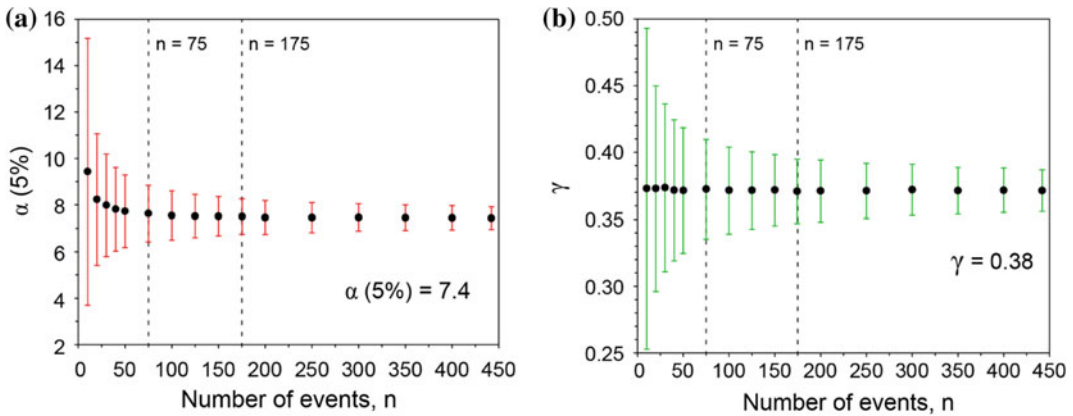 (a)
16
14
12
10
8
6
4
2
α (5%)
n = 75
n = 175
α (5%) = 7.4
0 50 100 150 200 250 300 350 400 450
Number of events, n
(b)
0.50
0.45
0.40
0.35
0.30
0.25
γ
n = 75
n = 175
γ = 0.38
0 50 100 150 200 250 300 350 400 450
Number of events, n